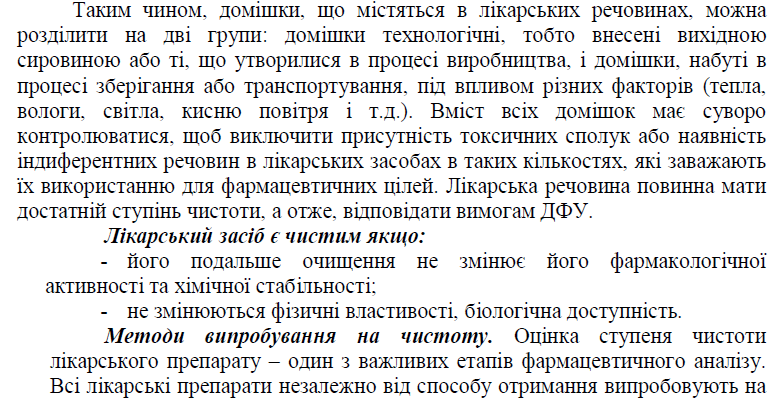 Таким чином, домішки, що містяться в лікарських речовинах, можна
розділити на дві групи: домішки технологічні, тобто внесені вихідною
сировиною або ті, що утворилися в процесі виробництва, і домішки, набуті в
процесі зберігання або транспортування, під впливом різних факторів (тепла,
вологи, світла, кисню повітря і т.д.). Вміст всіх домішок має суворо
контролюватися, щоб виключити присутність токсичних сполук або наявність
індиферентних речовин в лікарських засобах в таких кількостях, які заважають
їх використанню для фармацевтичних цілей. Лікарська речовина повинна мати
достатній ступінь чистоти, а отже, відповідати вимогам ДФУ.
Лікарський засіб є чистим якщо:
- його подальше очищення не змінює його фармакологічної
активності та хімічної стабільності;
- не змінюються фізичні властивості, біологічна доступність.
Методи випробування на чистоту. Оцінка ступеня чистоти
лікарського препарату – один з важливих етапів фармацевтичного аналізу.
Всі лікарські препарати незалежно від способу отримання випробовують на